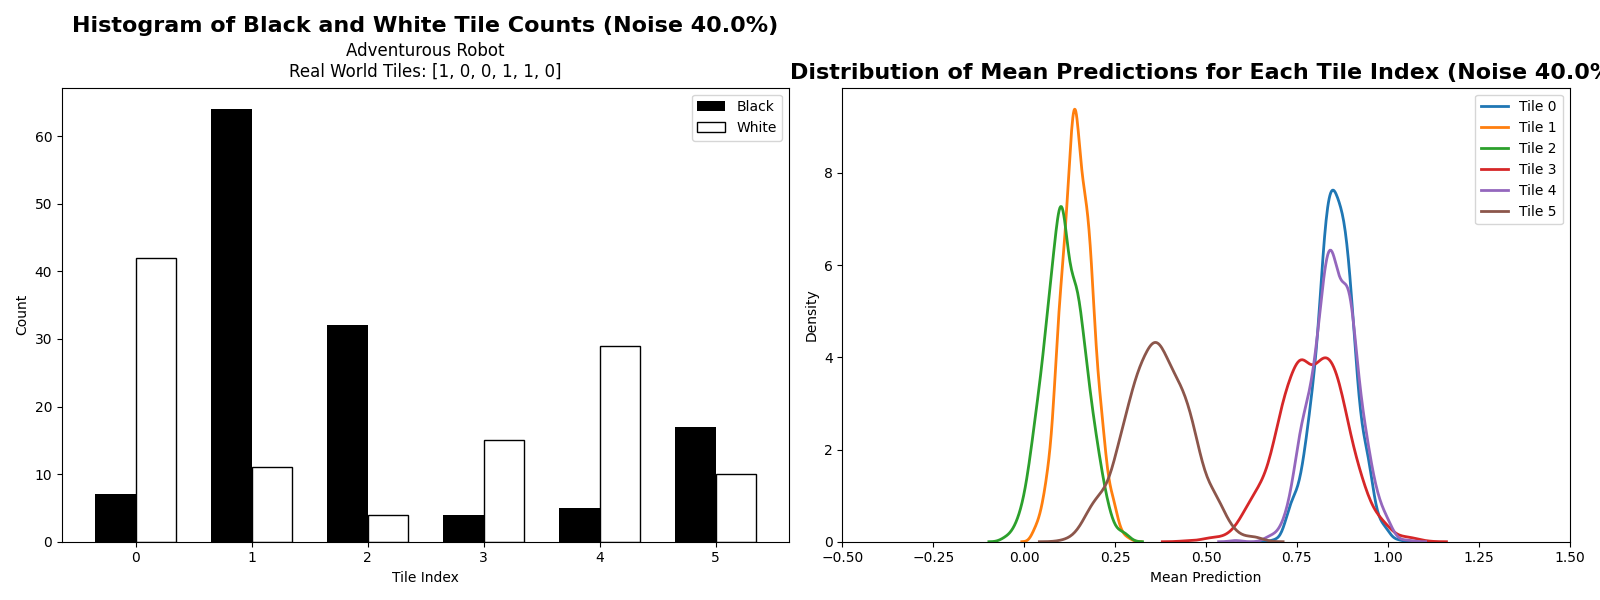 Histogram of Black and White Tile Counts (Noise 40.0%)
Adventurous Robot
Real World Tiles: [1, 0, 0, 1, 1, 0]
Black
White
60
50
40
30
20
10
0
Count
0 1 2 3 4 5
Tile Index
Distribution of Mean Predictions for Each Tile Index (Noise 40.0%
Tile 0
Tile 1
Tile 2
Tile 3
Tile 4
Tile 5
8
6
4
2
0
Density
−0.50 −0.25 0.00 0.25 0.50 0.75 1.00 1.25 1.50
Mean Prediction